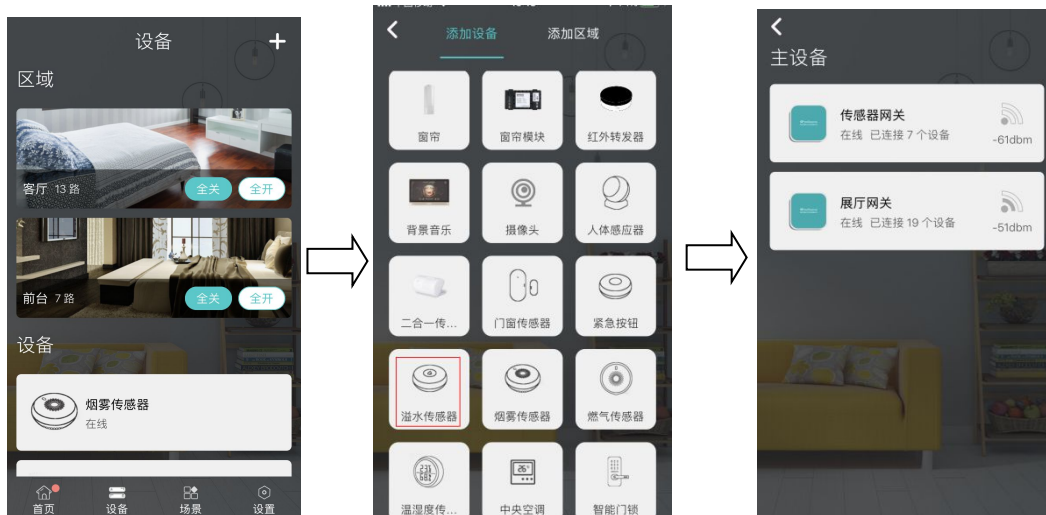 设备
区域
客厅 13 路
全关
全开
前台 7 路
全关
全开
设备
烟雾传感器
在线
首页
设备
场景
设置
添加设备
添加区域
窗帘
窗帘模块
红外转发器
背景音乐
摄像头
人体感应器
二合一传...
门窗传感器
紧急按钮
溢水传感器
烟雾传感器
燃气传感器
温湿度传...
中央空调
智能门锁
主设备
传感器网关
在线 已连接 7 个设备
-61dbm
展厅网关
在线 已连接 19 个设备
-51dbm